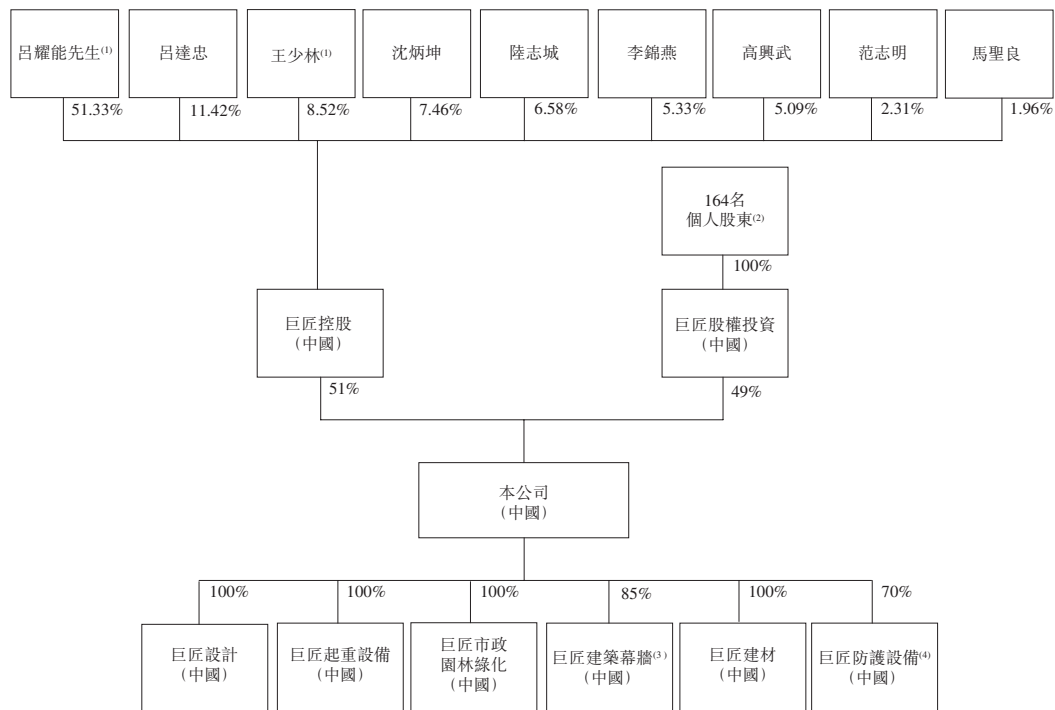 呂耀能先生(1)
呂達忠
王少林(1)
沈炳坤
陸志城
李錦燕
高興武
范志明
馬聖良
51.33%
11.42%
8.52%
7.46%
6.58%
5.33%
5.09%
2.31%
1.96%
164名
個人股東(2)
100%
巨匠控股
(中國)
巨匠股權投資
(中國)
51%
49%
本公司
(中國)
100%
100%
100%
85%
100%
70%
巨匠設計
(中國)
巨匠起重設備
(中國)
巨匠市政
園林綠化
(中國)
巨匠建築幕牆(3)
(中國)
巨匠建材
(中國)
巨匠防護設備(4)
(中國)